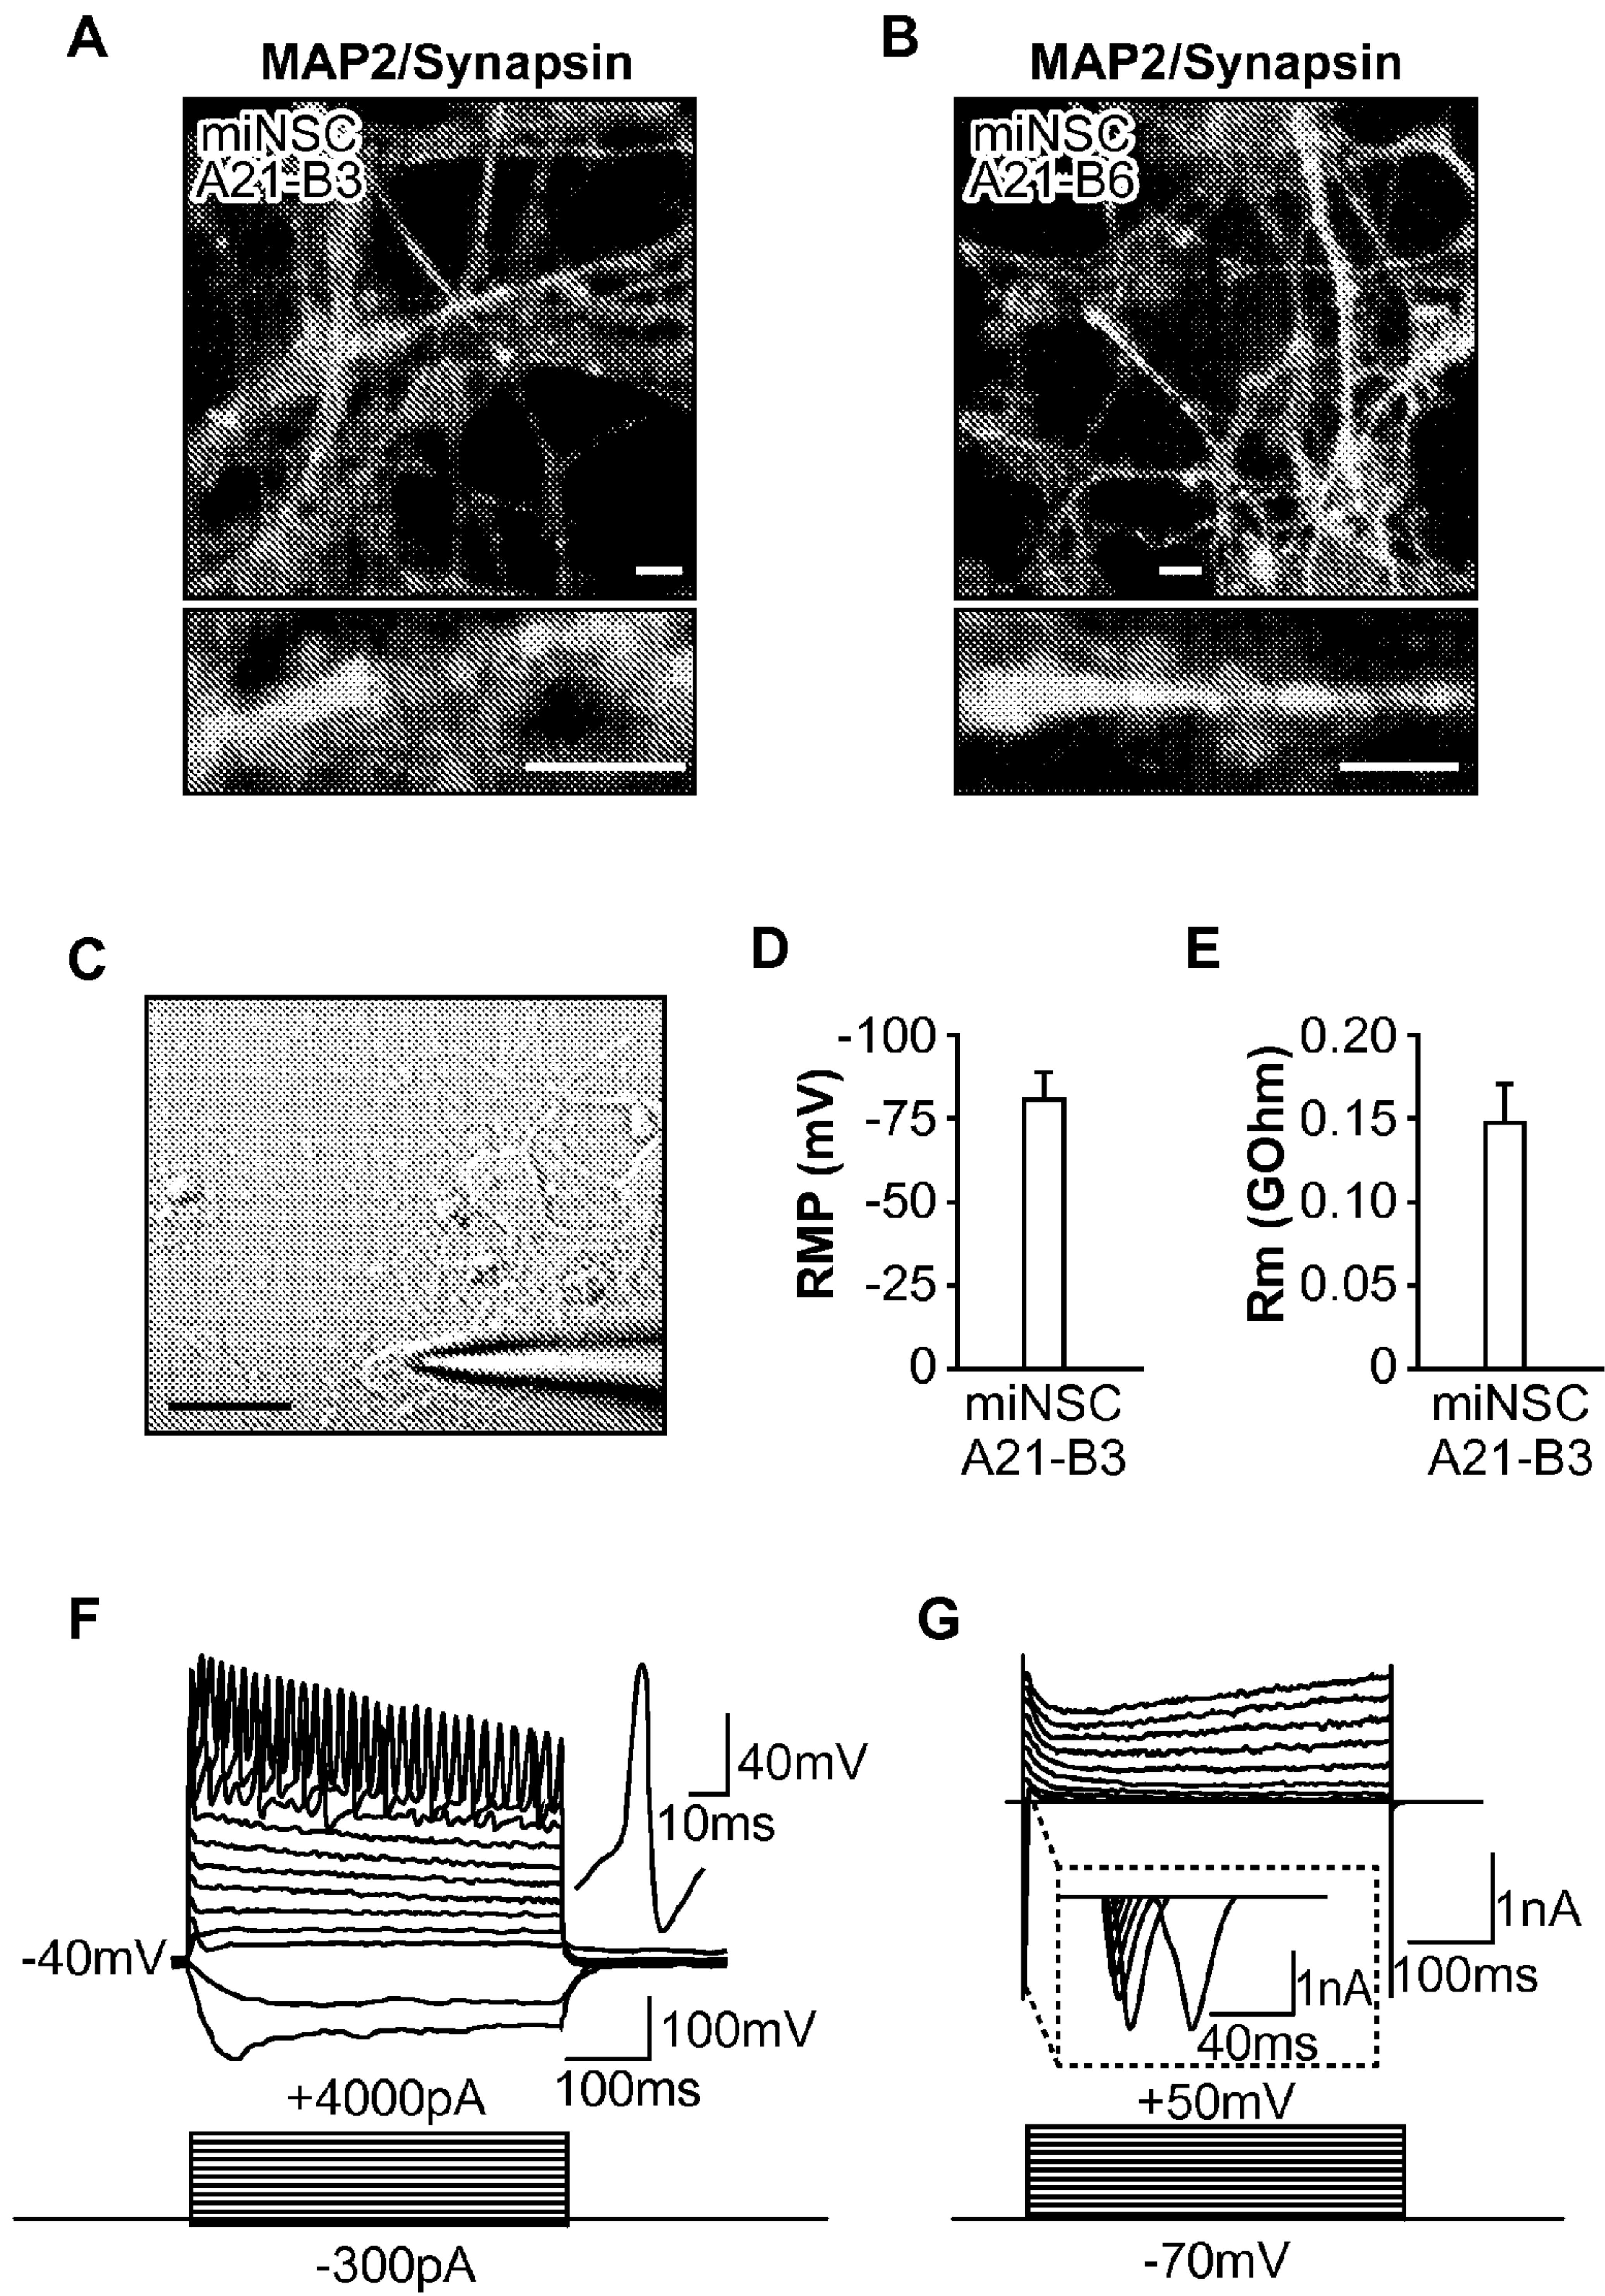 A
MAP2/Synapsin
miNSC
A21-B3
B
MAP2/Synapsin
miNSC
A21-B6
C
D
RMP (mV)
-100
-75
-50
-25
0
miNSC
A21-B3
E
Rm (GOhm)
0.20
0.15
0.10
0.05
0
miNSC
A21-B3
F
40mV
10ms
-40mV
100mV
100ms
+4000pA
-300pA
G
1nA
100ms
1nA
40ms
+50mV
-70mV